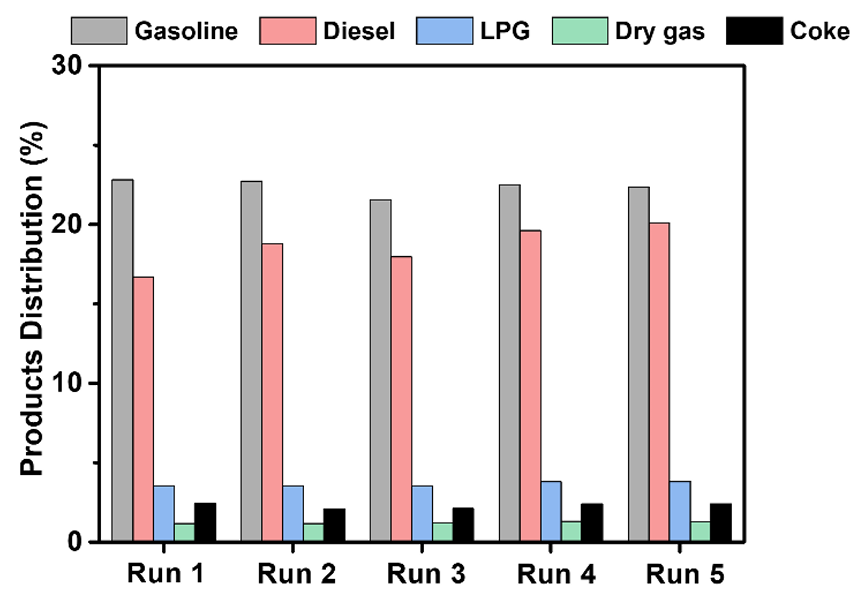 Gasoline Diesel LPG Dry gas Coke
30
20
10
0
Products Distribution (%)
Run 1 Run 2 Run 3 Run 4 Run 5